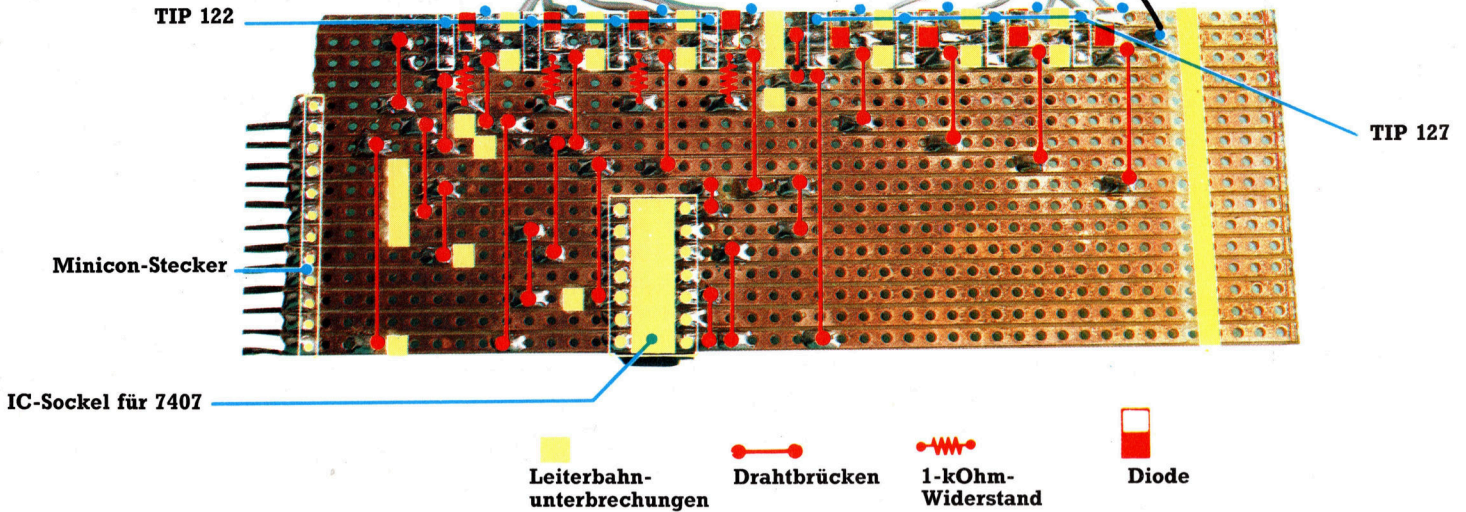 TIP 122
TIP 127
Minicon-Stecker
IC-Sockel für 7407
Leiterbahn-
unterbrechungen
Drahtbrücken
1-kOhm-
Widerstand
Diode